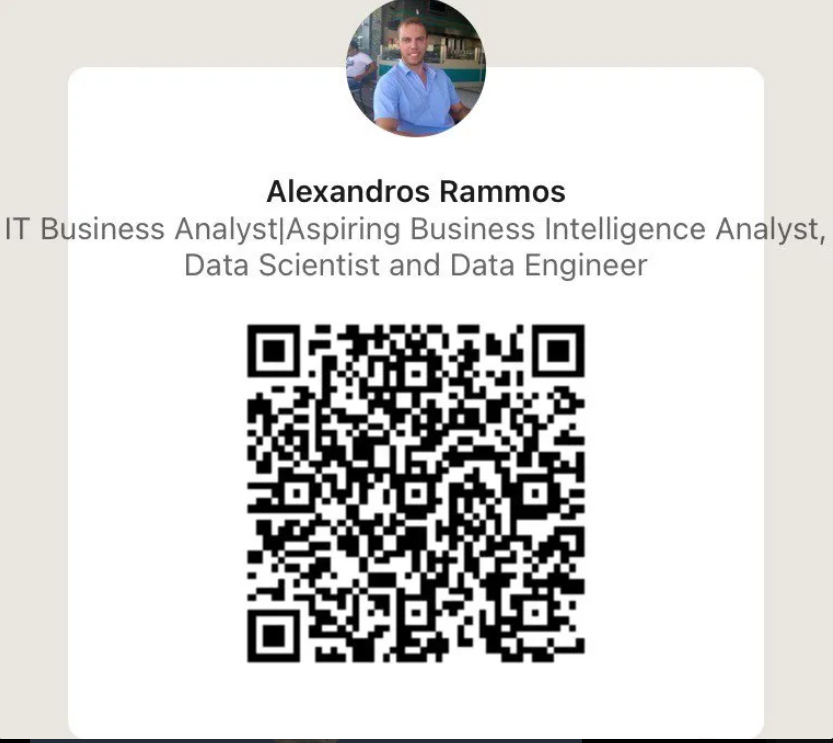 Alexandros Rammos
IT Business Analyst|Aspiring Business Intelligence Analyst,
Data Scientist and Data Engineer